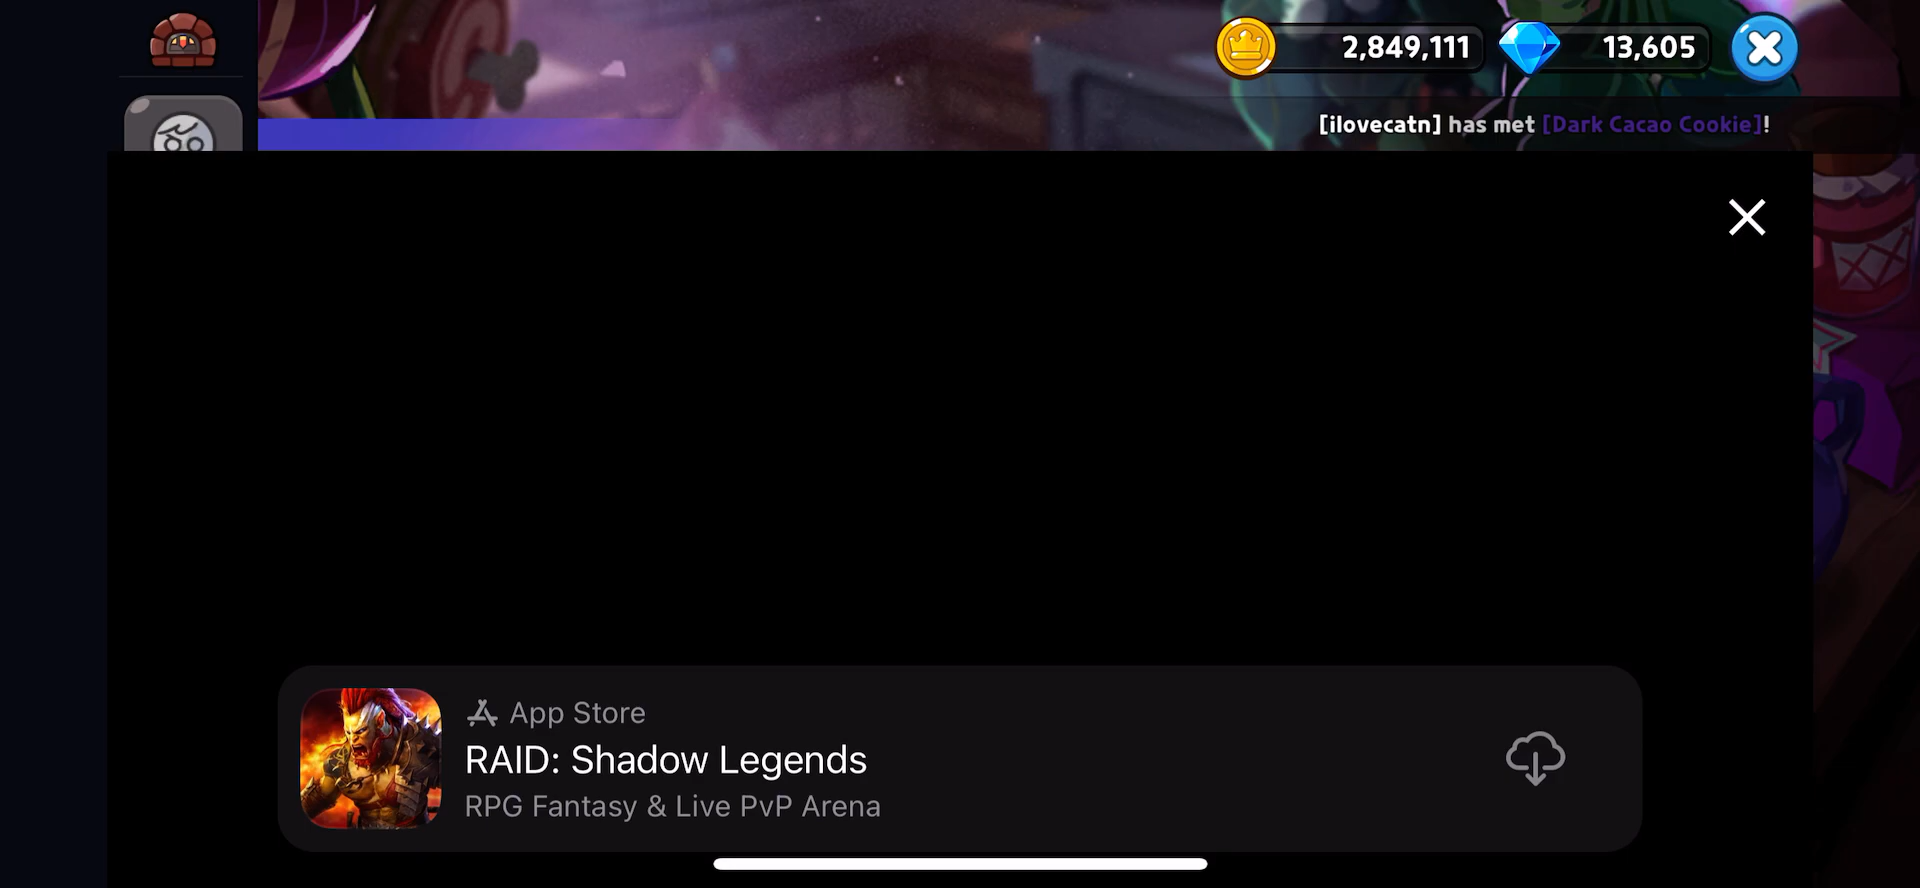 2,849,111
13,605
[ilovecatn] has met [Dark Cacao Cookie]!
App Store
RAID: Shadow Legends
RPG Fantasy & Live PvP Arena